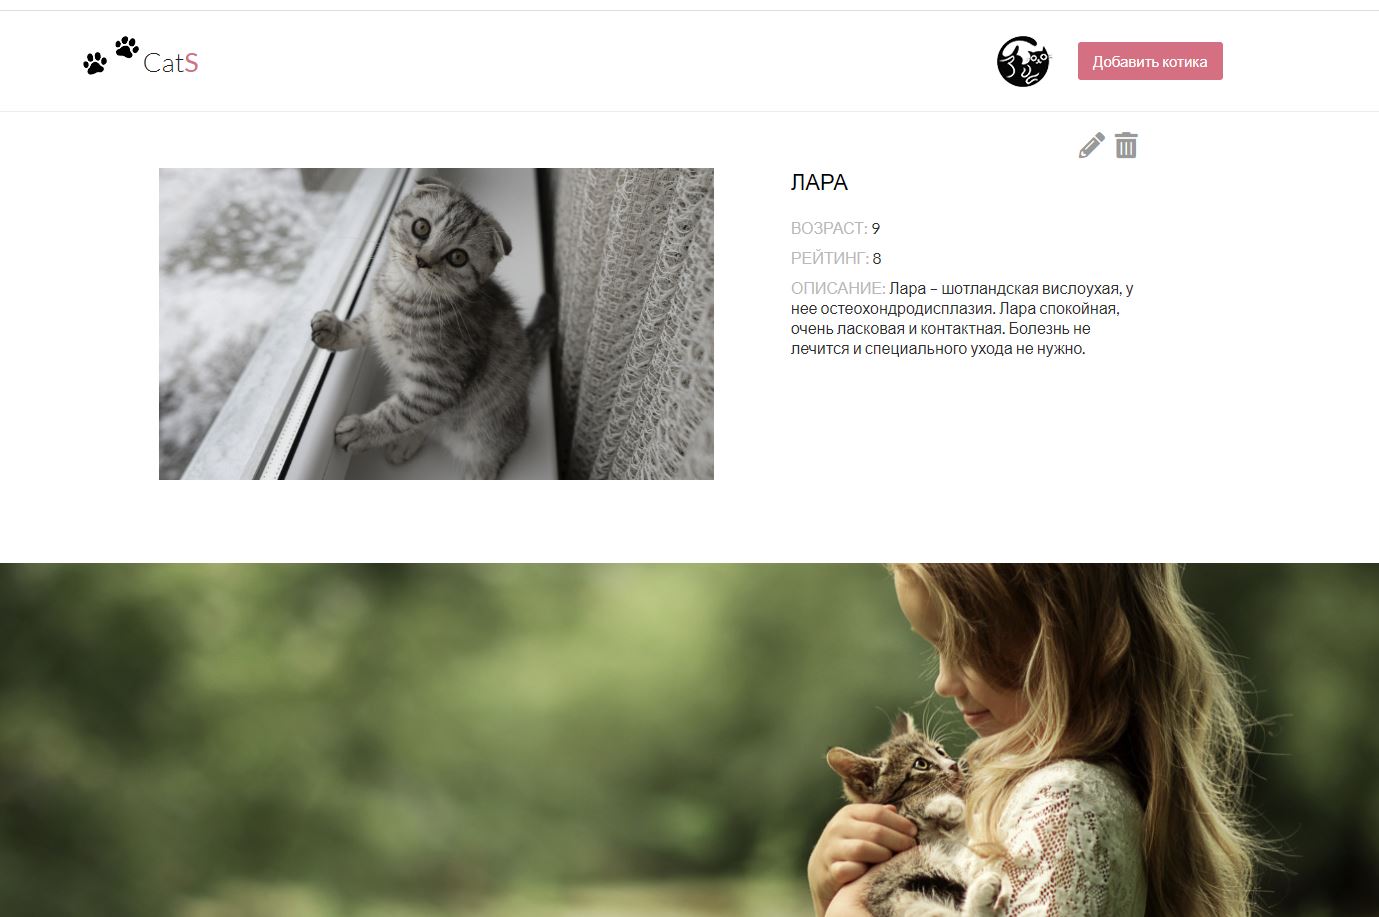 CatS
Добавить котика
ЛАРА
ВОЗРАСТ: 9
РЕЙТИНГ: 8
ОПИСАНИЕ: Лара – шотландская вислоухая, у
нее остеохондродисплазия. Лара спокойная,
очень ласковая и контактная. Болезнь не
лечится и специального ухода не нужно.